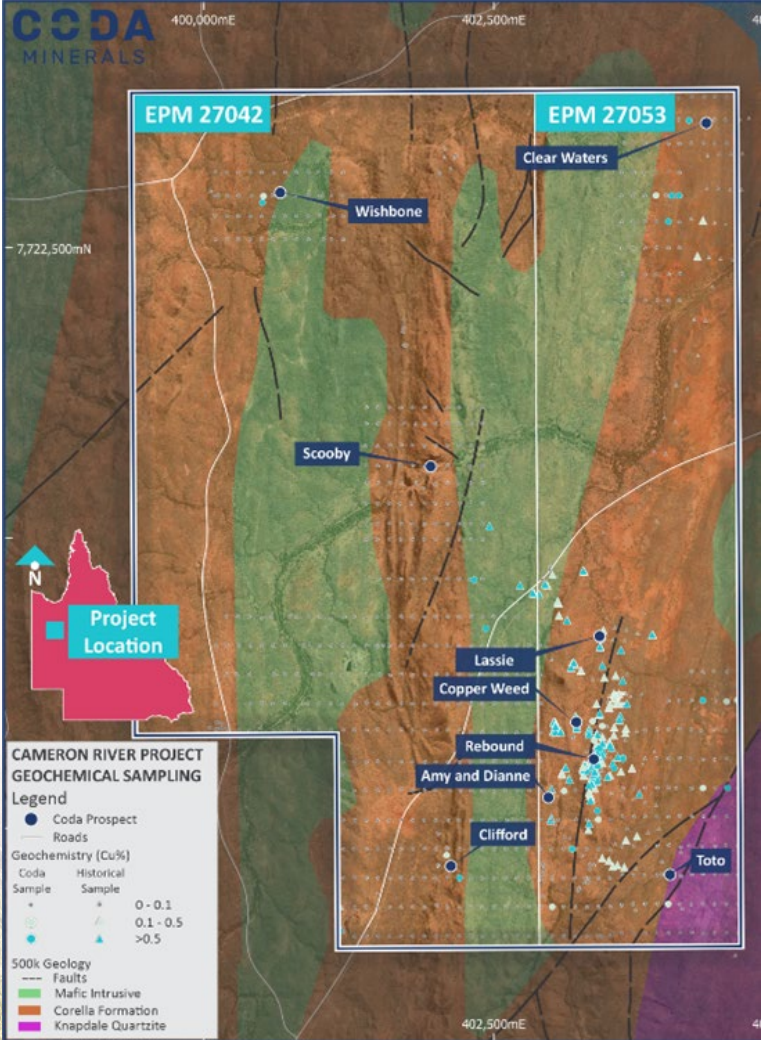 CODA
MINERALS
400,000mE
402,500mE
EPM 27042
EPM 27053
Clear Waters
Wishbone
7,722,500mN
Scooby
N
Project
Location
Lassie
Copper Weed
Rebound
Amy and Dianne
Clifford
Toto
CAMERON RIVER PROJECT
GEOCHEMICAL SAMPLING
Legend
Coda Prospect
Roads
Geochemistry (Cu%)
Coda Historical
Sample Sample
0 - 0.1
0.1 - 0.5
>0.5
500k Geology
Faults
Mafic Intrusive
Corella Formation
Knapdale Quartzite
402,500mE